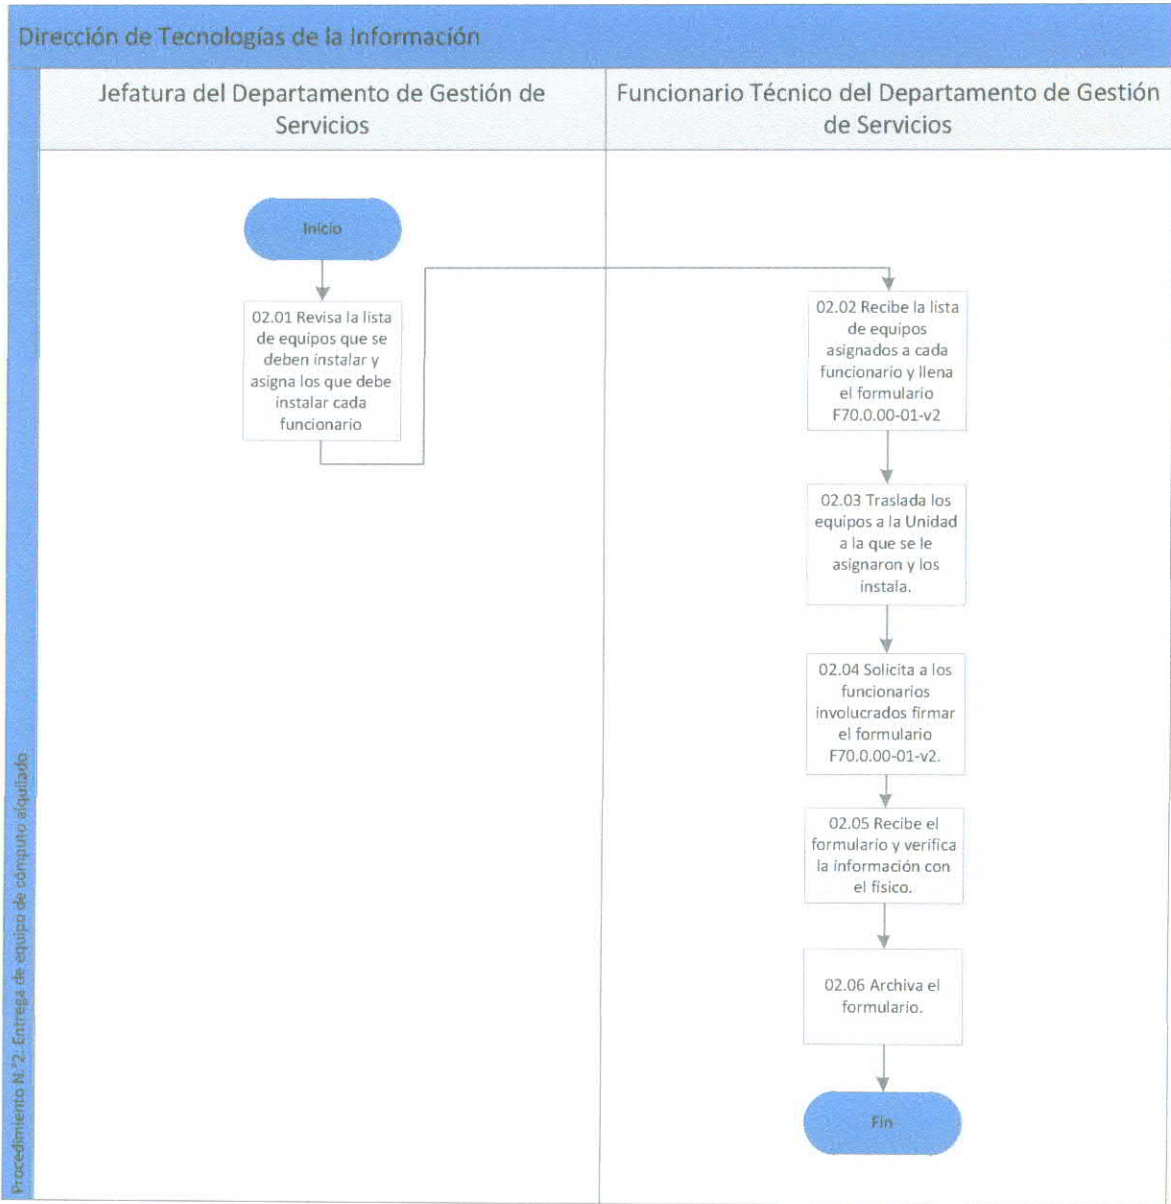 Dirección de Tecnologías de la Información
Jefatura del Departamento de Gestión de
Servicios
Funcionario Técnico del Departamento de Gestión
de Servicios
Inicio
02.01 Revisa la lista
de equipos que se
deben instalar y
asigna los que debe
instalar cada
funcionario
02.02 Recibe la lista
de equipos
asignados a cada
funcionario y llena
el formulario
F70.0.00-01-v2
02.03 Traslada los
equipos a la Unidad
a la que se le
asignaron y los
instala.
02.04 Solicita a los
funcionarios
involucrados firmar
el formulario
F70.0.00-01-v2.
02.05 Recibe el
formulario y verifica
la información con
el físico.
02.06 Archiva el
formulario.
Fin
Procedimiento N.°2: Entrega de equipo de cómputo alquilado